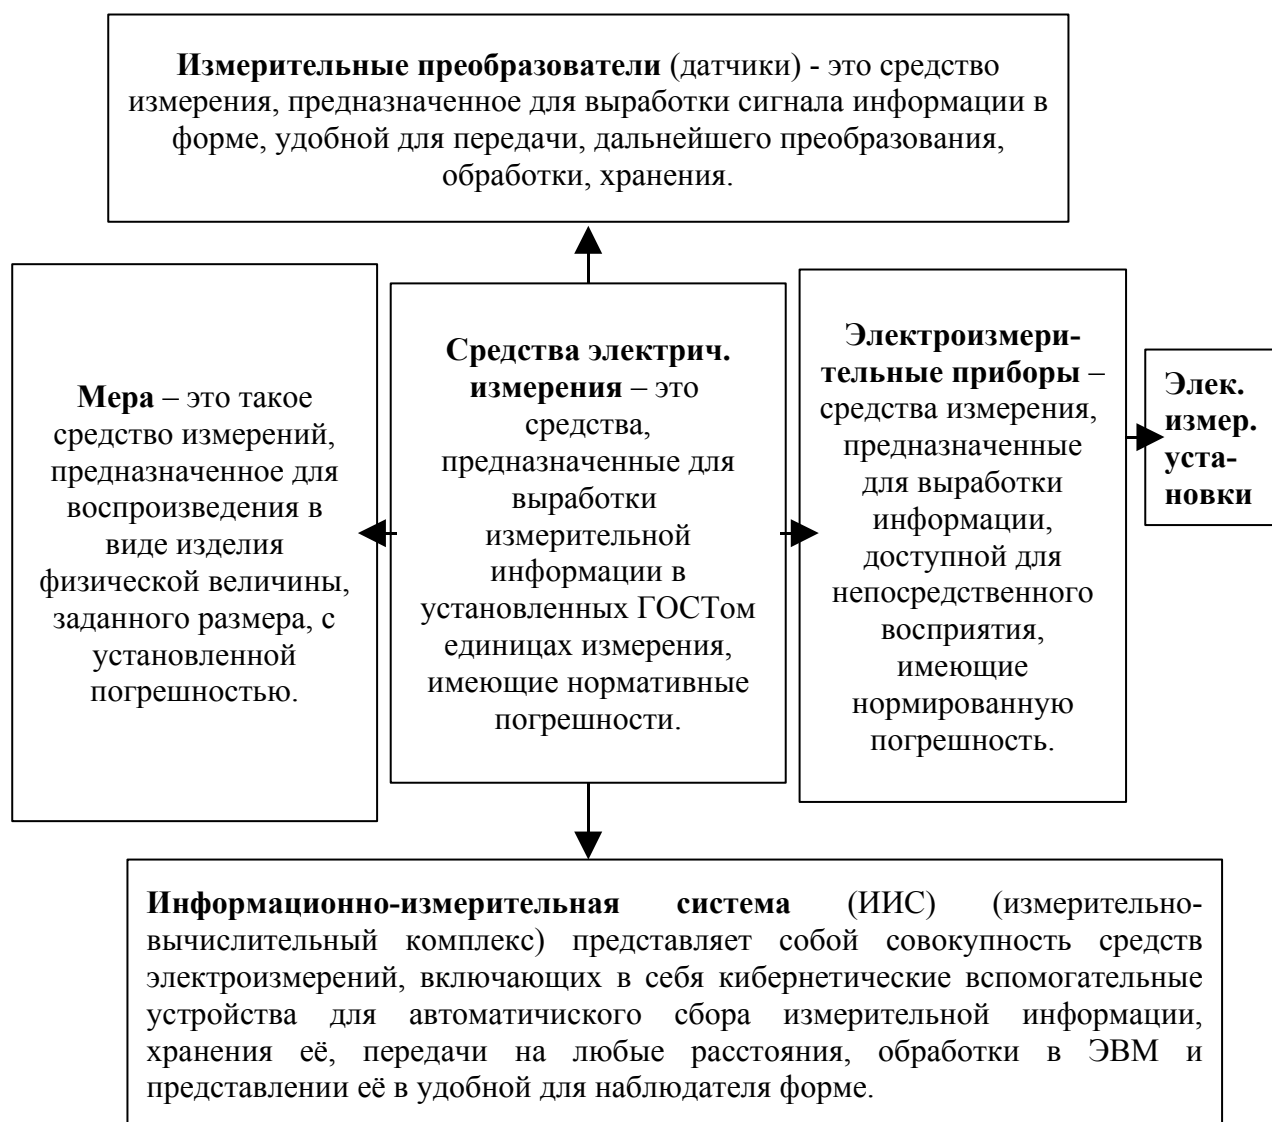 Измерительные преобразователи (датчики) - это средство
измерения, предназначенное для выработки сигнала информации в
форме, удобной для передачи, дальнейшего преобразования,
обработки, хранения.
Мера – это такое
средство измерений,
предназначенное для
воспроизведения в
виде изделия
физической величины,
заданного размера, с
установленной
погрешностью.
Средства электрич.
измерения – это
средства,
предназначенные для
выработки
измерительной
информации в
установленных ГОСТом
единицах измерения,
имеющие нормативные
погрешности.
Электроизмери-
тельные приборы –
средства измерения,
предназначенные
для выработки
информации,
доступной для
непосредственного
восприятия,
имеющие
нормированную
погрешность.
Элек.
измер.
уста-
новки
Информационно-измерительная система (ИИС) (измерительно-
вычислительный комплекс) представляет собой совокупность средств
электроизмерений, включающих в себя кибернетические вспомогательные
устройства для автоматичиского сбора измерительной информации,
хранения её, передачи на любые расстояния, обработки в ЭВМ и
представлении её в удобной для наблюдателя форме.